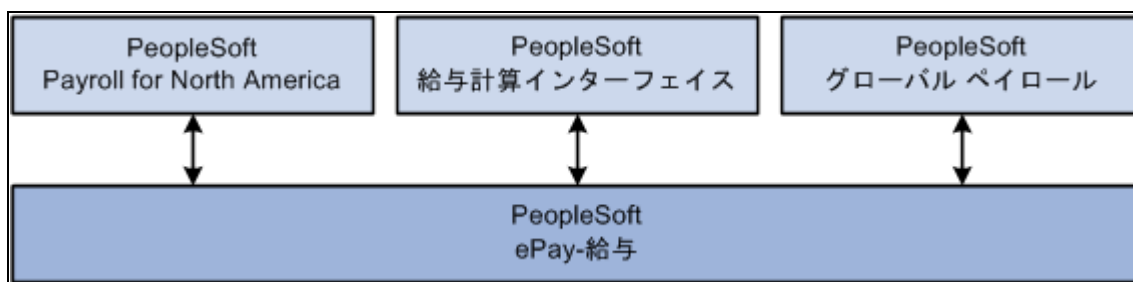 PeopleSoft
Payroll for North America
PeopleSoft
給与計算インターフェイス
PeopleSoft
グローバル ペイロール
PeopleSoft
ePay-給与